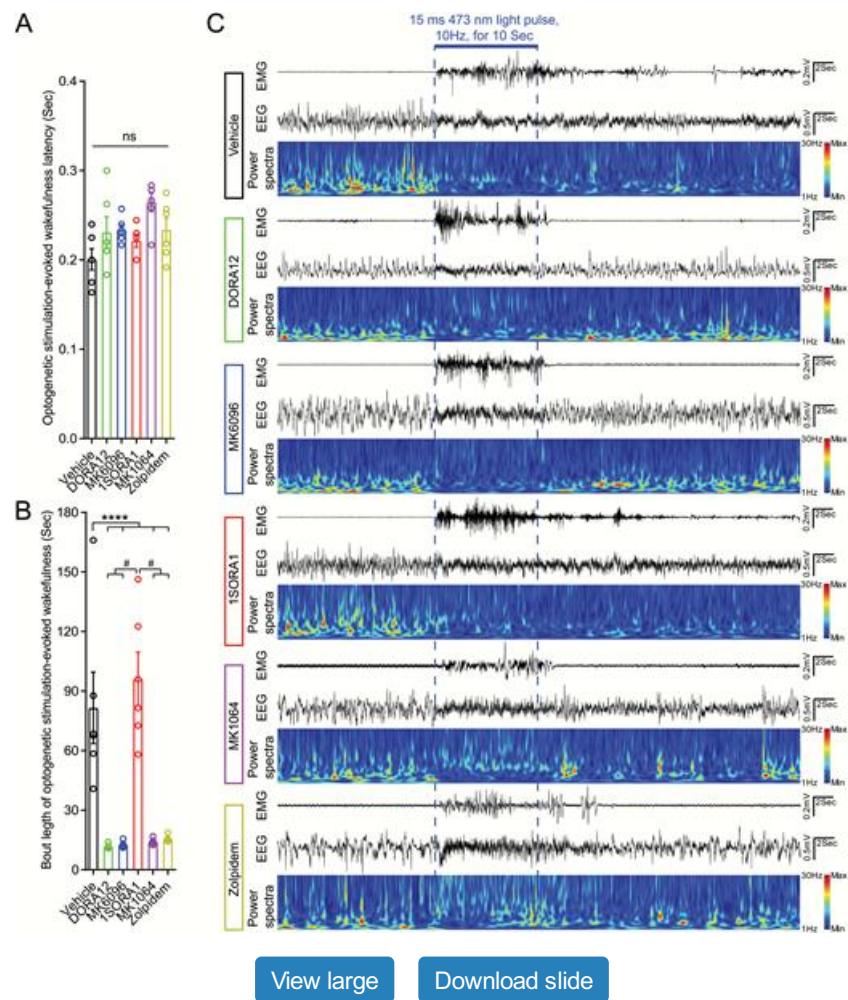 A
Optogenetic stimulation-evoked wakefulness latency (Sec)
0.4
0.3
0.2
0.1
0.0
ns
Vehicle
DORA12
MK6096
1SORA1
MK1064
Zolpidem
B
Bout legth of optogenetic stimulation-evoked wakefulness (Sec)
180
150
120
90
60
30
0
****
# #
Vehicle
DORA12
MK6096
1SORA1
MK1064
Zolpidem
C
15 ms 473 nm light pulse,
10Hz, for 10 Sec
Vehicle
EMG
0.2mV
2Sec
EEG
0.5mV
2Sec
Power
spectra
30Hz
1Hz
Max
Min
DORA12
EMG
0.2mV
2Sec
EEG
0.5mV
2Sec
Power
spectra
30Hz
1Hz
Max
Min
MK6096
EMG
0.2mV
2Sec
EEG
0.5mV
2Sec
Power
spectra
30Hz
1Hz
Max
Min
1SORA1
EMG
0.2mV
2Sec
EEG
0.5mV
2Sec
Power
spectra
30Hz
1Hz
Max
Min
MK1064
EMG
0.2mV
2Sec
EEG
0.5mV
2Sec
Power
spectra
30Hz
1Hz
Max
Min
Zolpidem
EMG
0.2mV
2Sec
EEG
0.5mV
2Sec
Power
spectra
30Hz
1Hz
Max
Min
View large
Download slide